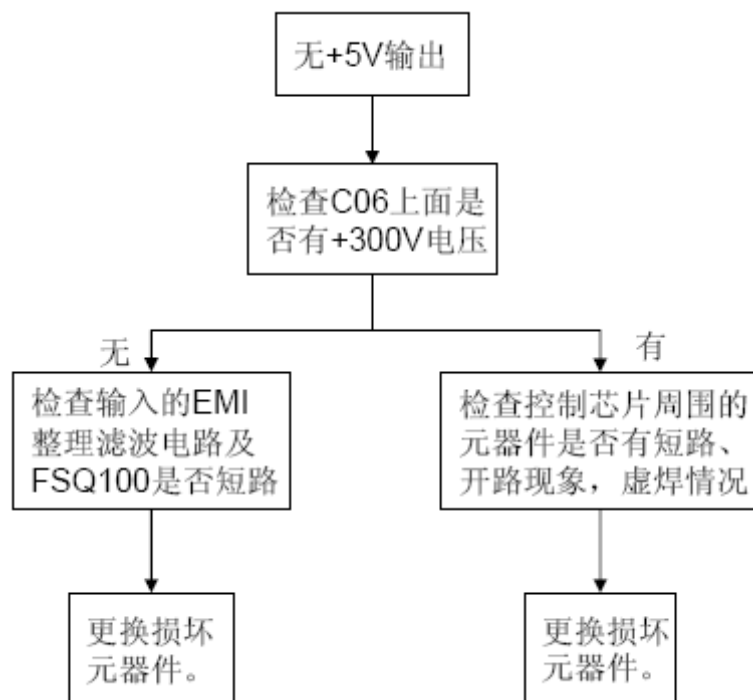 无+5V输出
检查C06上面是
否有+300V电压
无
有
检查输入的EMI
整理滤波电路及
FSQ100是否短路
检查控制芯片周围的
元器件是否有短路、
开路现象，虚焊情况
更换损坏
元器件。
更换损坏
元器件。